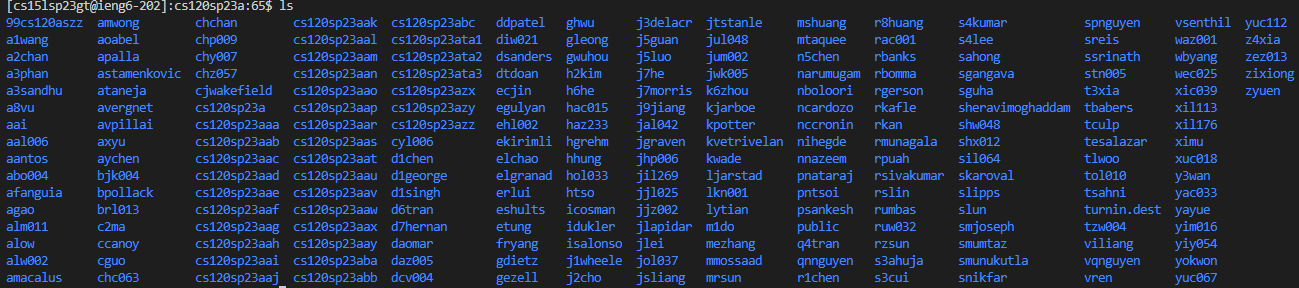 [cs15lsp23gt@ieng6-202]:cs120sp23a:65$ ls
99cs120aszz amwong chchan cs120sp23aak cs120sp23abc ddpatel ghwu j3delacr jtstanle mshuang r8huang s4kumar spnguyen vsenthil yuc112
a1wang aoabel chp009 cs120sp23aal cs120sp23ata1 diw021 gleong j5guan jul048 mtaquee rac001 s4lee sreis waz001 z4xia
a2chan apalla chy007 cs120sp23aam cs120sp23ata2 dsanders gwuhou j5luo jum002 n5chen rbanks sahong ssrinath wbyang zez013
a3phan astamenkovic chz057 cs120sp23aan cs120sp23ata3 dtdoan h2kim j7he jwk005 narumugam rbomma sgangava stn005 wec025 zixiong
a3sandhu ataneja cjwakefield cs120sp23aao cs120sp23azx ecjin h6he j7morris k6zhou nboloori rgerson sguha t3xia xic039 zyuen
a8vu avergnet cs120sp23a cs120sp23aap cs120sp23azy egulyan hac015 j9jiang kjarboe ncardozo rkafle sheravimoghaddam tbabers xil113
aai avpillai cs120sp23aaa cs120sp23aar cs120sp23azz ehl002 haz233 jal042 kpotter nccronin rkan shw048 tculp xil176
aal006 axyu cs120sp23aab cs120sp23aas cyl006 ekirimli hgrehm jgraven kvetrivelan nihegde rmunagala shx012 tesalazar ximu
aantos aychen cs120sp23aac cs120sp23aat d1chen elchao hhung jhp006 kwade nnazeem rpuah sil064 tlwoo xuc018
abo004 bjk004 cs120sp23aad cs120sp23aau d1george elgranad hol033 jil269 ljarstad pnataraj rsivakumar skaroval tol010 y3wan
afanguia bpollack cs120sp23aae cs120sp23aav d1singh erlui htso jjl025 lkn001 pntsoi rslin slipps tsahni yac033
agao brl013 cs120sp23aaf cs120sp23aaw d6tran eshults icosman jjz002 lytian psankesh rumbas slun turnin.dest yayue
alm011 c2ma cs120sp23aag cs120sp23aax d7hernan etung idukler jlapidar m1do public ruw032 smjoseph tzw004 yim016
alow ccanoy cs120sp23aah cs120sp23aay daomar fryang isalonso jlei mezhang q4tran rzsun smumtaz viliang yiy054
alw002 cguo cs120sp23aai cs120sp23aba daz005 gdietz j1wheele jol037 mmossaad qnnguyen s3ahuja smunukutla vqnguyen yokwon
amacalus chc063 cs120sp23aaj cs120sp23abb dcv004 gezell j2cho jsliang mrsun r1chen s3cui snikfar vren yuc067